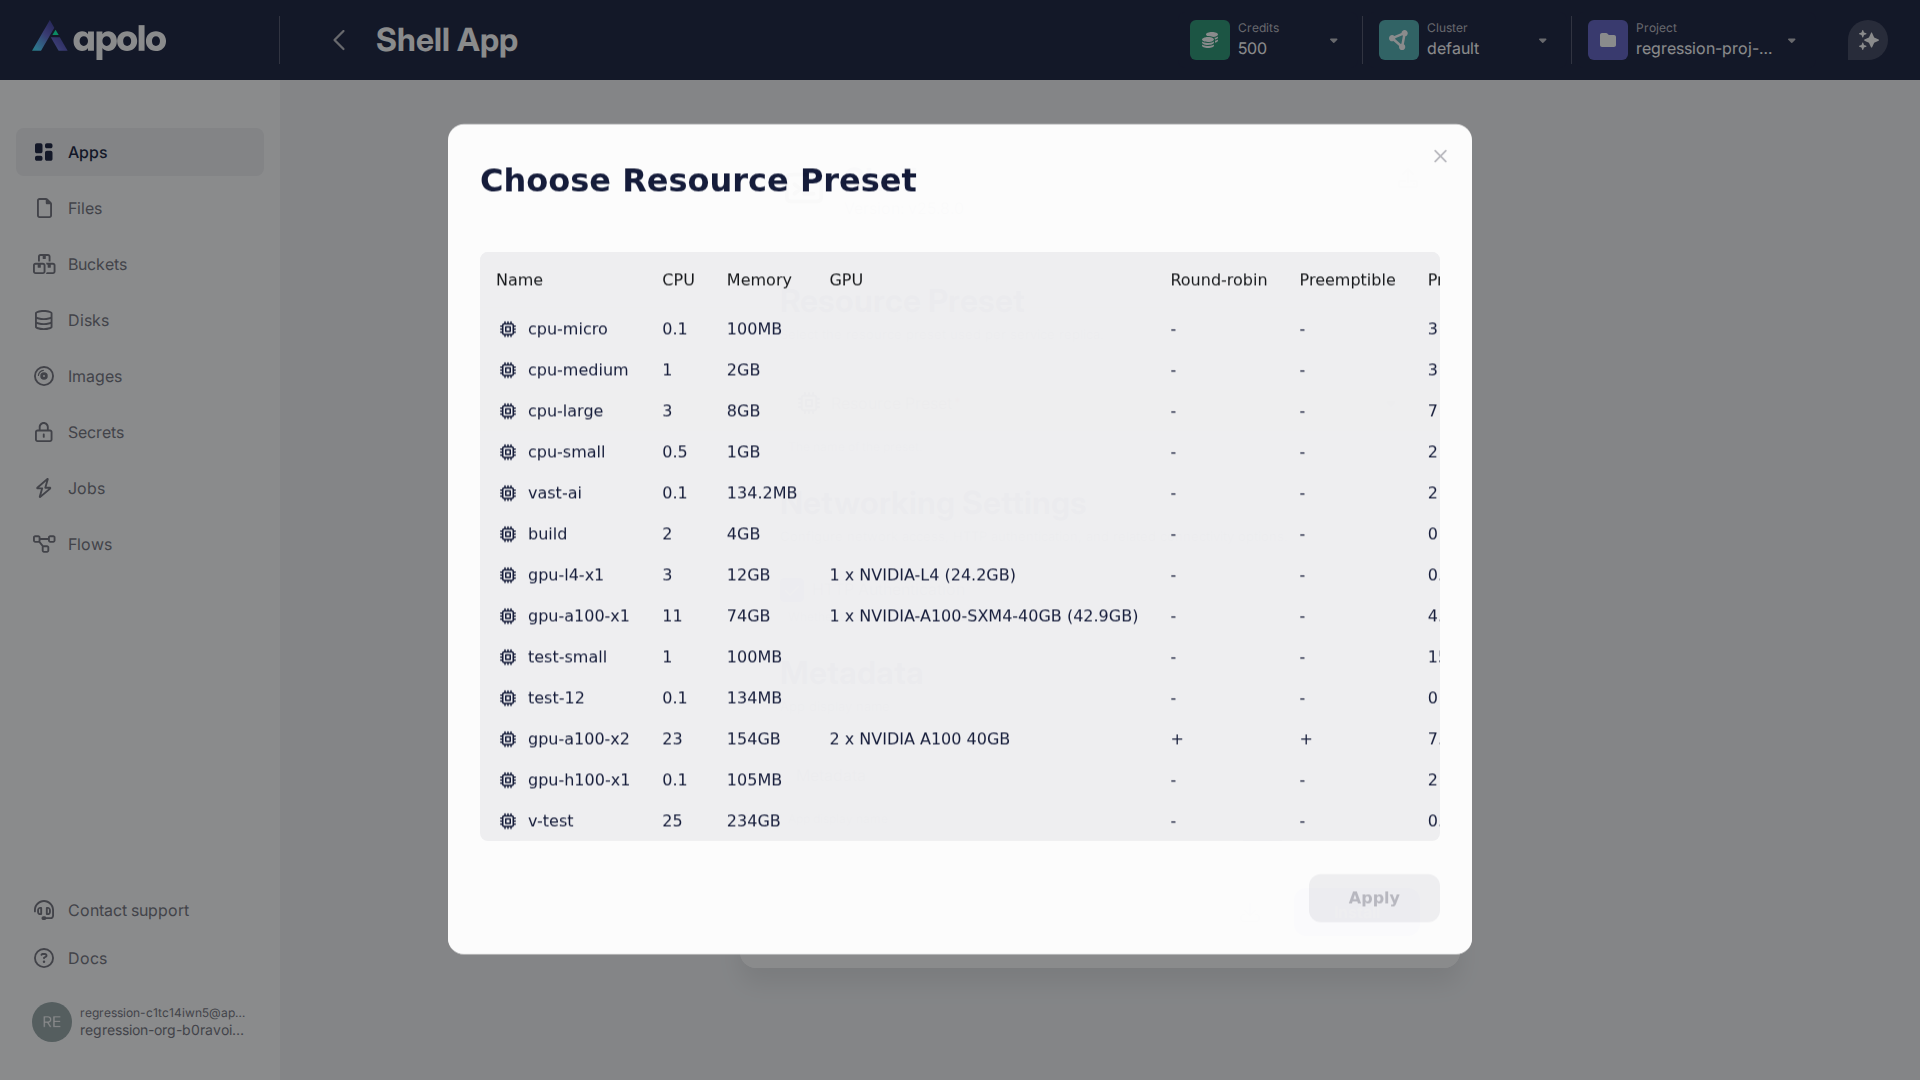 apolo
Shell App
Credits
500
Cluster
default
Project
regression-proj-...
Apps
Files
Buckets
Disks
Images
Secrets
Jobs
Flows
Contact support
Docs
RE
regression-c1tc14iwn5@ap...
regression-org-b0ravoi...
Choose Resource Preset
Name CPU Memory GPU Round-robin Preemptible
cpu-micro 0.1 100MB - - 3
cpu-medium 1 2GB - - 3
cpu-large 3 8GB - - 7
cpu-small 0.5 1GB - - 2
vast-ai 0.1 134.2MB - - 2
build 2 4GB - - 0
gpu-l4-x1 3 12GB 1 x NVIDIA-L4 (24.2GB) - - 0.
gpu-a100-x1 11 74GB 1 x NVIDIA-A100-SXM4-40GB (42.9GB) - - 4.
test-small 1 100MB - - 1
test-12 0.1 134MB - - 0
gpu-a100-x2 23 154GB 2 x NVIDIA A100 40GB + + 7.
gpu-h100-x1 0.1 105MB - - 2
v-test 25 234GB - - 0.
Resource Preset
Networking Settings
Metadata
Apply